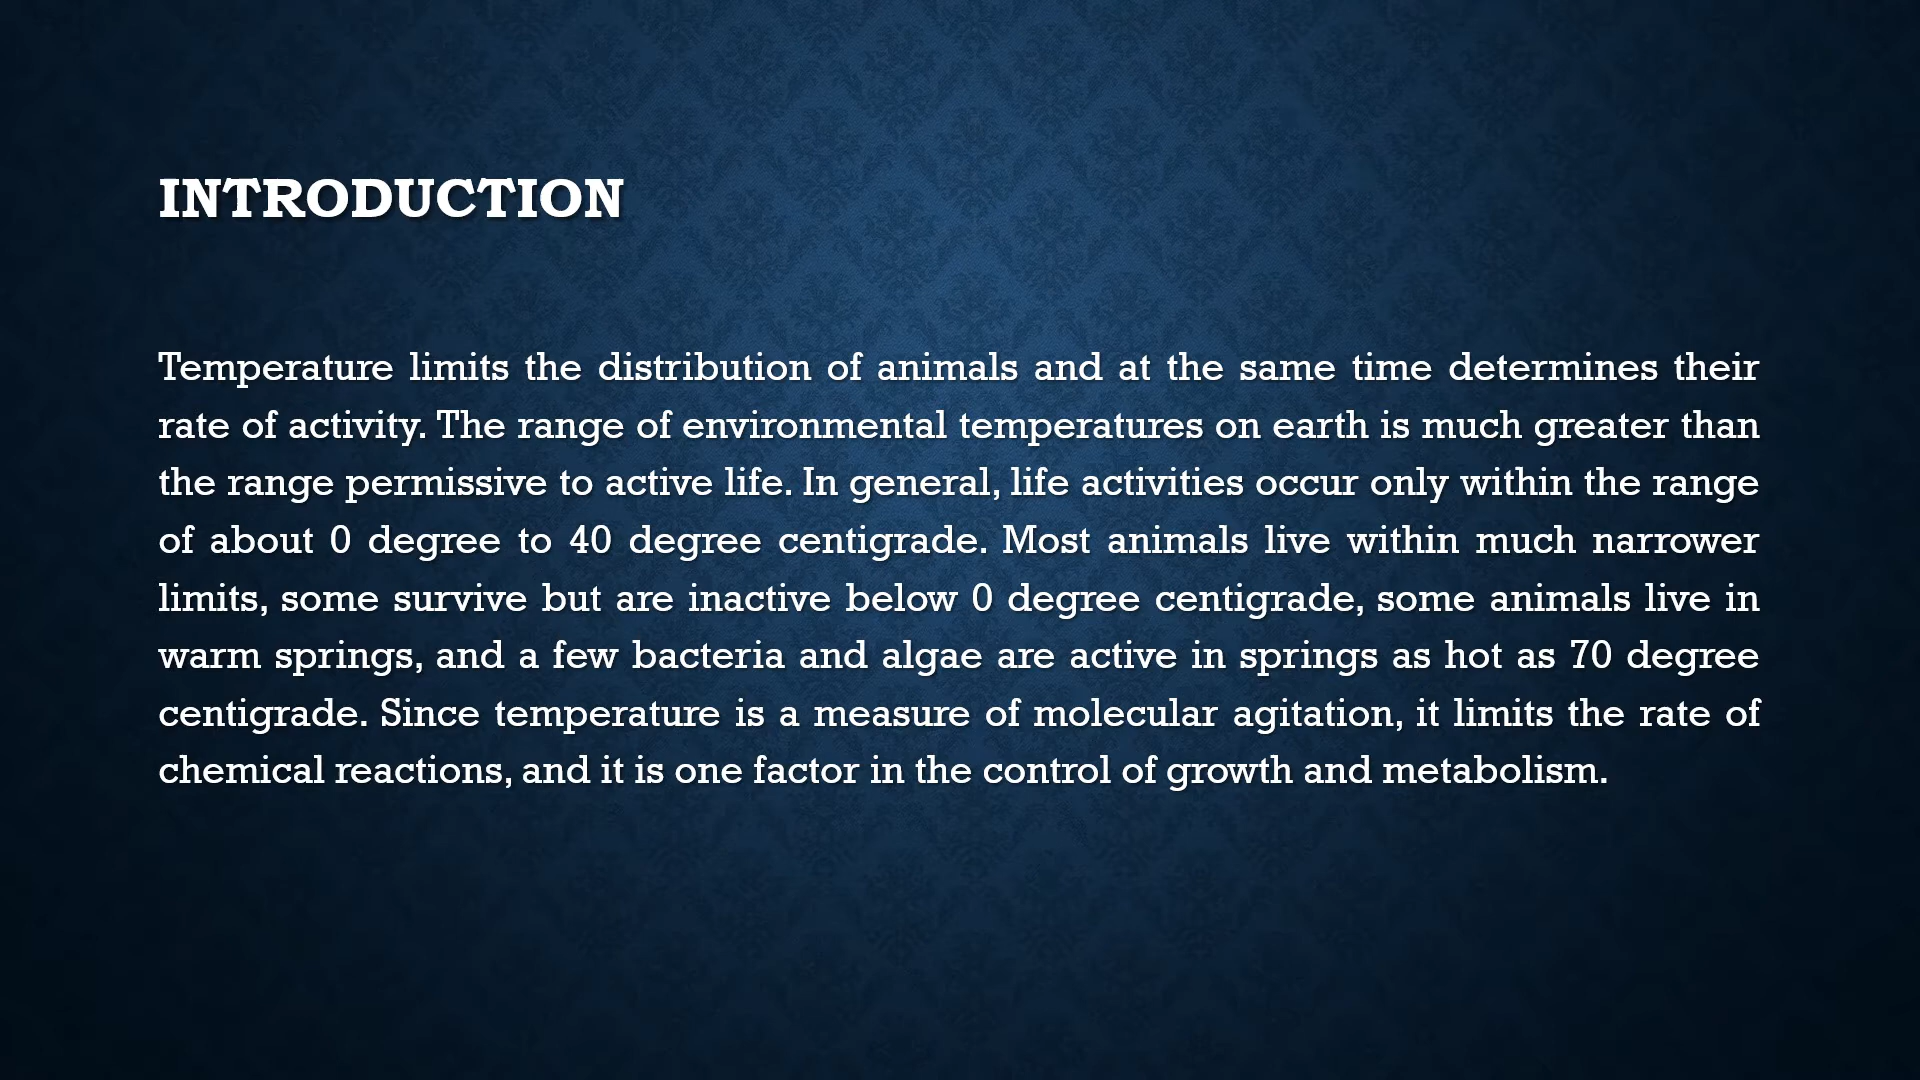 INTRODUCTION
Temperature limits the distribution of animals and at the same time determines their
rate of activity. The range of environmental temperatures on earth is much greater than
the range permissive to active life. In general, life activities occur only within the range
of about 0 degree to 40 degree centigrade. Most animals live within much narrower
limits, some survive but are inactive below 0 degree centigrade, some animals live in
warm springs, and a few bacteria and algae are active in springs as hot as 70 degree
centigrade. Since temperature is a measure of molecular agitation, it limits the rate of
chemical reactions, and it is one factor in the control of growth and metabolism.